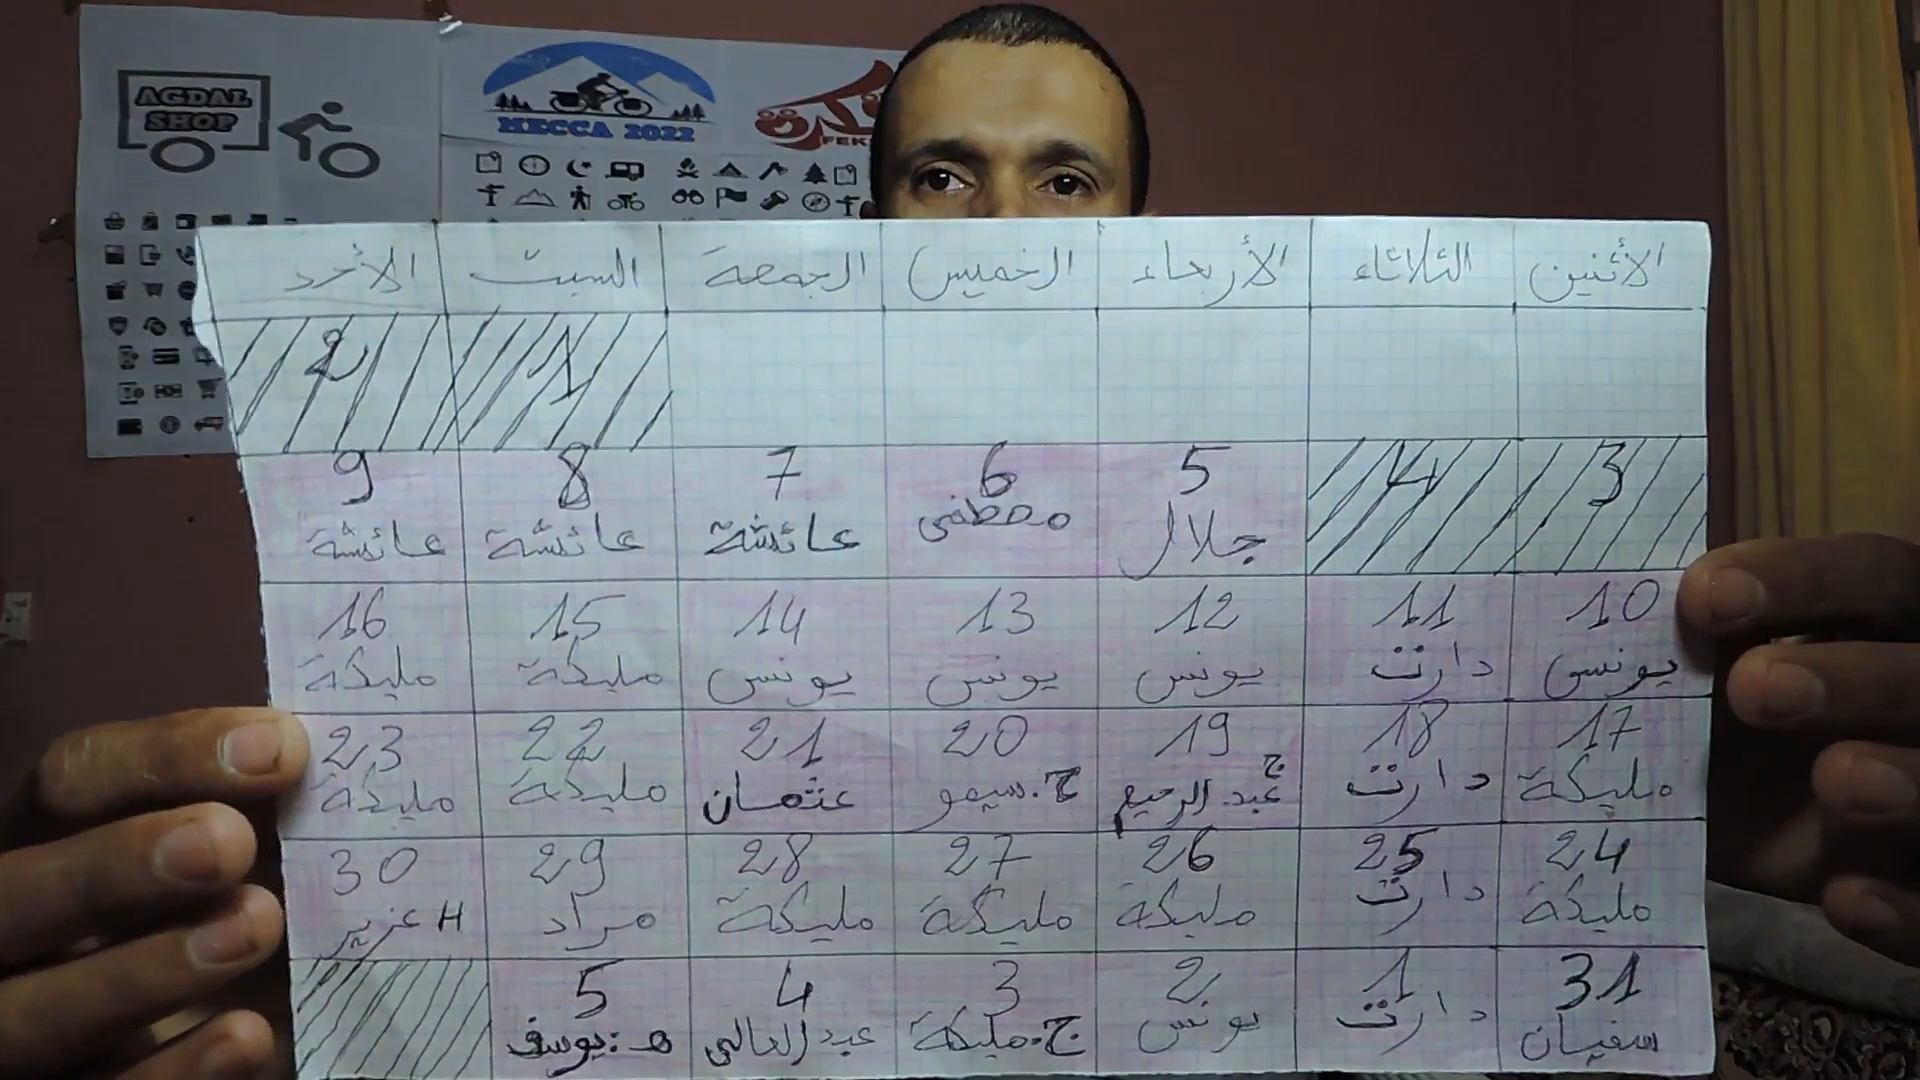 AGDAL
SHOP
MECCA 2022
فكرة
الاثنين الثلاثاء الأربعاء الخميس الجمعة السبت الأحد
1 2
3 4 5 6 7 8 9
جلال مصطفى عائشة عائشة عائشة
10 11 12 13 14 15 16
يونس دارت يونس يونس يونس مليكة مليكة
17 18 19 20 21 22 23
مليكة دارت ج عبد الرحيم ج.سيمو عثمان مليكة مليكة
24 25 26 27 28 29 30
مليكة دارت مليكة مليكة مليكة مراد H عزيز
31 1 2 3 4 5
سفيان دارت يونس ج.مليكة عبد العالي هـ:يوسف